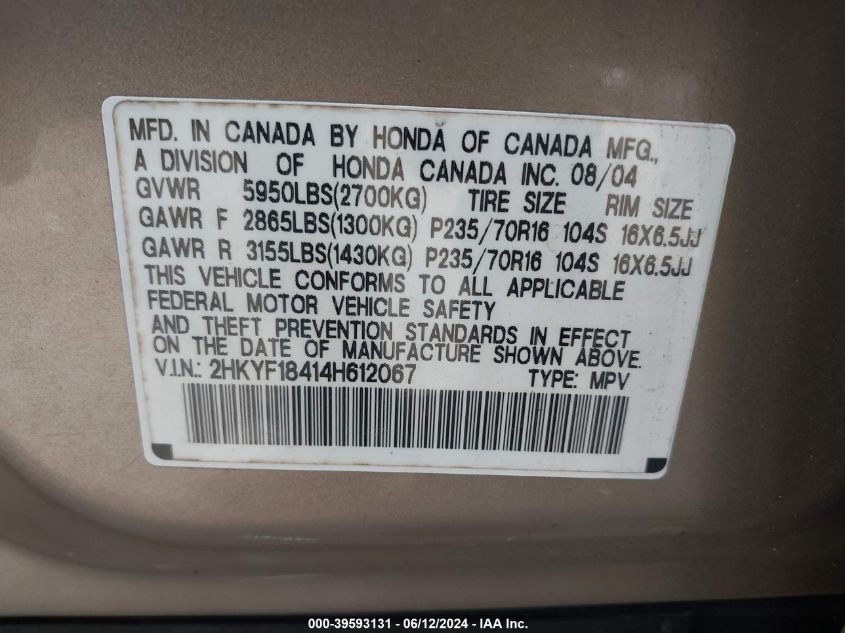 MFD. IN CANADA BY HONDA OF CANADA MFG.,
A DIVISION OF HONDA CANADA INC. 08/04
GVWR 5950LBS(2700KG) TIRE SIZE RIM SIZE
GAWR F 2865LBS(1300KG) P235/70R16 104S 16X6.5JJ
GAWR R 3155LBS(1430KG) P235/70R16 104S 16X6.5JJ
THIS VEHICLE CONFORMS TO ALL APPLICABLE
FEDERAL MOTOR VEHICLE SAFETY
AND THEFT PREVENTION STANDARDS IN EFFECT
ON THE DATE OF MANUFACTURE SHOWN ABOVE.
V.I.N.: 2HKYF18414H612067 TYPE: MPV
000-39593131 - 06/12/2024 - IAA Inc.